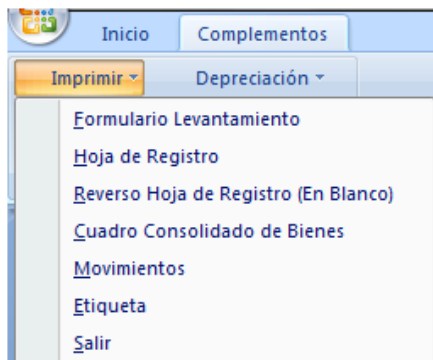 Inicio Complementos
Imprimir Depreciación
Formulario Levantamiento
Hoja de Registro
Reverso Hoja de Registro (En Blanco)
Cuadro Consolidado de Bienes
Movimientos
Etiqueta
Salir